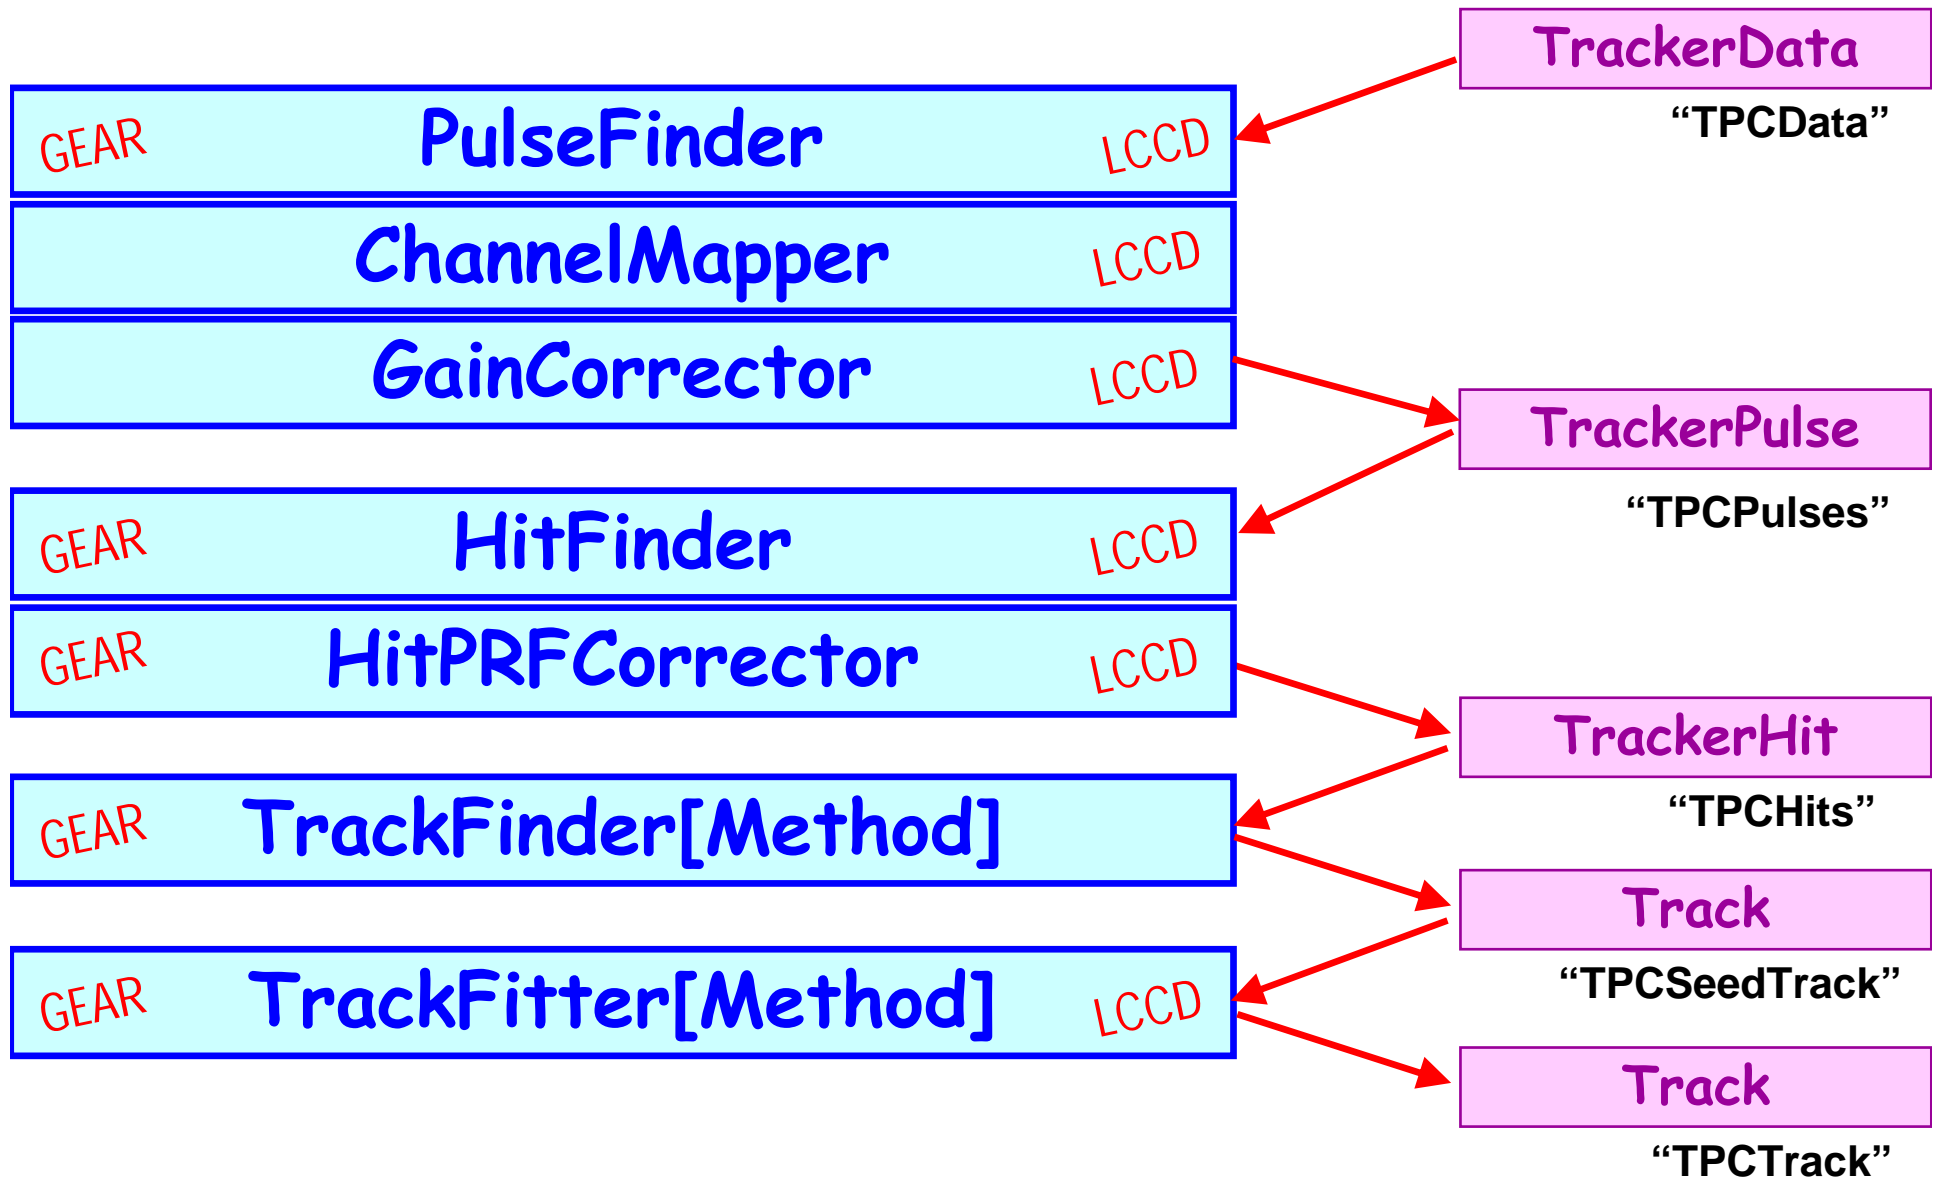 TrackerData
“TPCData”
GEAR PulseFinder LCCD
ChannelMapper LCCD
GainCorrector LCCD
TrackerPulse
“TPCPulses”
GEAR HitFinder LCCD
GEAR HitPRFCorrector LCCD
TrackerHit
“TPCHits”
GEAR TrackFinder[Method]
Track
“TPCSeedTrack”
GEAR TrackFitter[Method] LCCD
Track
“TPCTrack”